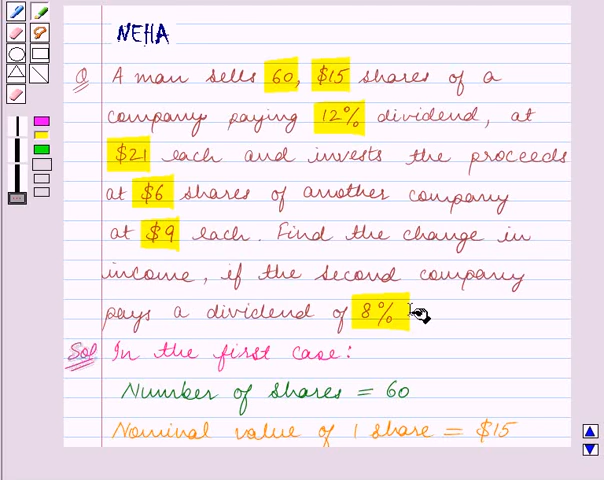 NEHA
Q A man sells 60, $15 shares of a
company paying 12% dividend, at
$21 each and invests the proceeds
at $6 shares of another company
at $9 each. Find the change in
income, if the second company
pays a dividend of 8%
Sol In the first case:
Number of shares = 60
Nominal value of 1 share = $15